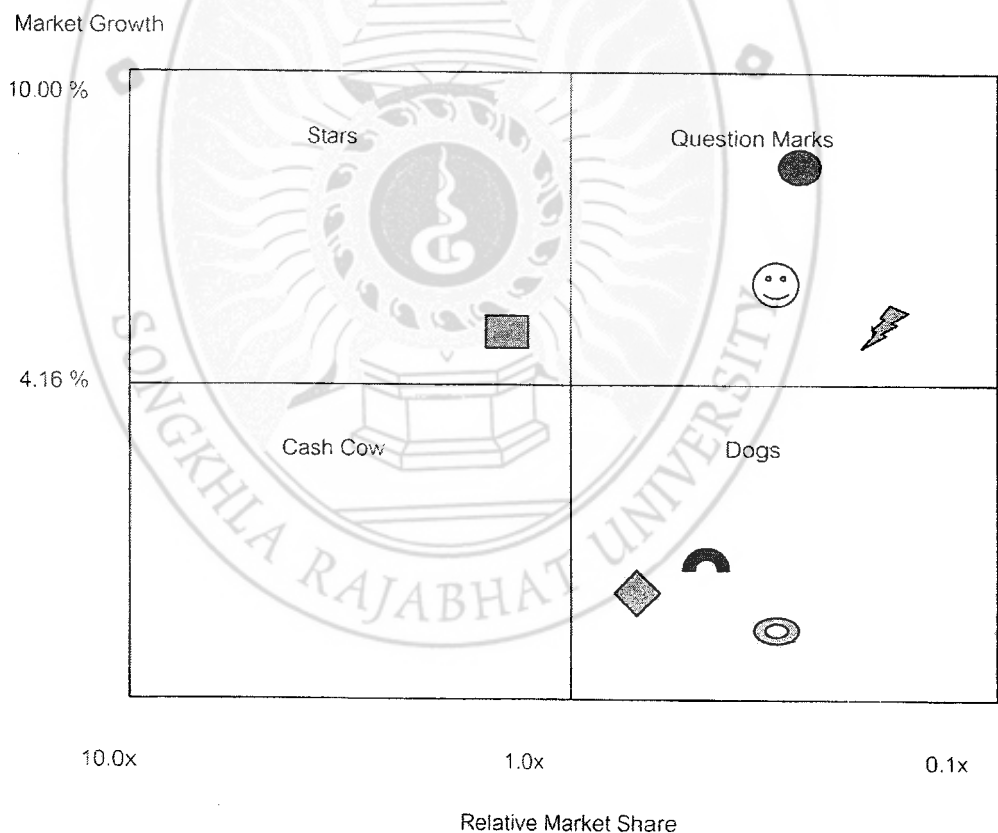 Market Growth
10.00 %
Stars
Question Marks
4.16 %
Cash Cow
Dogs
SONGKHLA RAJABHAT UNIVERSITY
10.0x
1.0x
0.1x
Relative Market Share